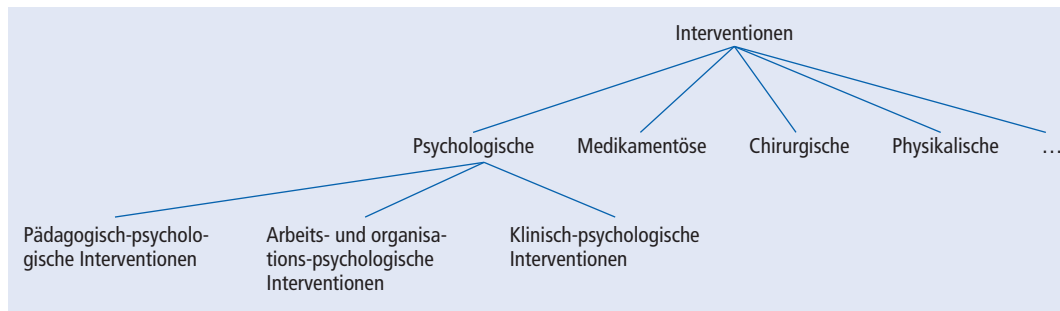 Interventionen
Psychologische Medikamentöse Chirurgische Physikalische …
Pädagogisch-psycholo-
gische Interventionen
Arbeits- und organisa-
tions-psychologische
Interventionen
Klinisch-psychologische
Interventionen